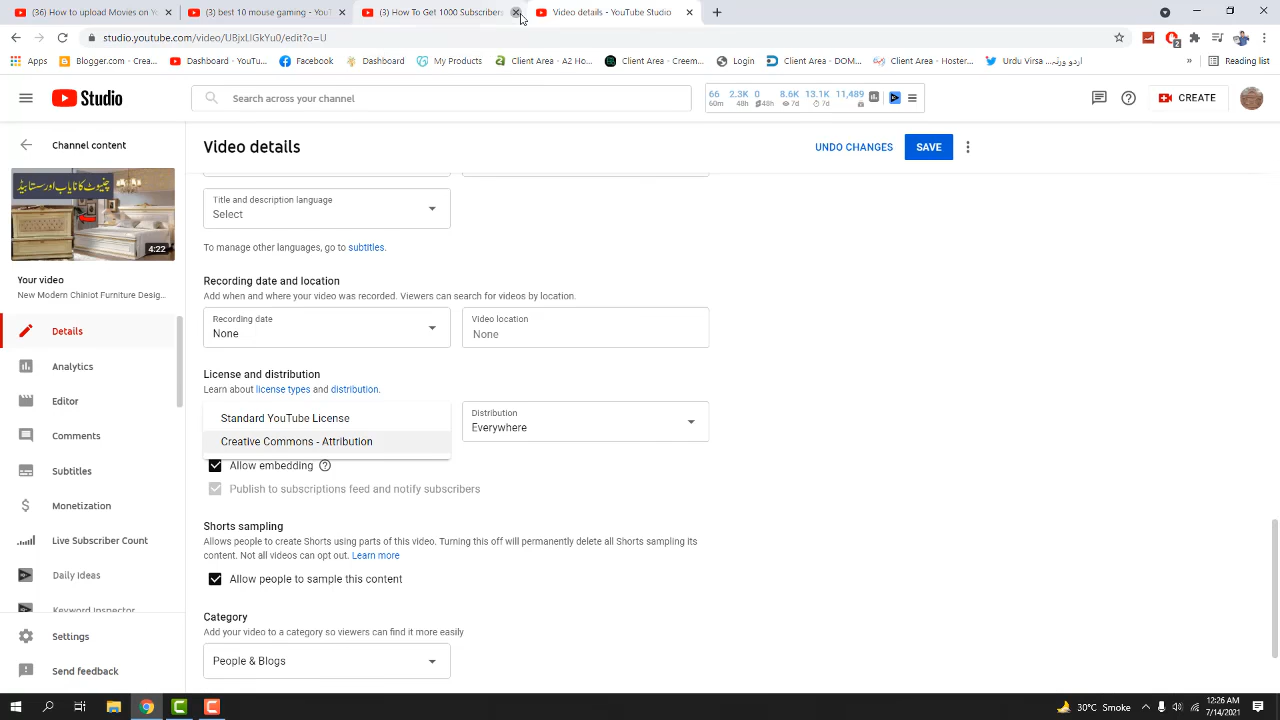 (36) How to upload Movies on Y
(3) best 10 meming songs - YouT
(3) How To Get 1000 Subscribers
Video details - YouTube Studio
studio.youtube.com/video/UBjxLlGkYu0/edit?o=U
2
Apps
Blogger.com - Crea...
Dashboard - YouTu...
Facebook
Dashboard
My Products
Client Area - A2 Ho...
Client Area - Creem...
Login
Directi - DOM...
Client Area - Hoster...
Urdu Virsa اردو ورثہ...
»
Reading list
Studio
Search across your channel
66 2.3K 0 8.6K 13.1K 11,489
60m 48h 48h 7d 7d
CREATE
Channel content
Video details
UNDO CHANGES
SAVE
چنیوٹ کا نایاب اور سستا بیڈ
4:22
Your video
New Modern Chiniot Furniture Desig...
Details
Analytics
Editor
Comments
Subtitles
Monetization
Live Subscriber Count
Daily Ideas
Keyword Inspector
Settings
Send feedback
Title and description language
Select
To manage other languages, go to subtitles.
Recording date and location
Add when and where your video was recorded. Viewers can search for videos by location.
Recording date
None
Video location
None
License and distribution
Learn about license types and distribution.
Standard YouTube License
Creative Commons - Attribution
Distribution
Everywhere
Allow embedding
Publish to subscriptions feed and notify subscribers
Shorts sampling
Allows people to create Shorts using parts of this video. Turning this off will permanently delete all Shorts sampling its
content. Not all videos can opt out. Learn more
Allow people to sample this content
Category
Add your video to a category so viewers can find it more easily
People & Blogs
30°C Smoke
12:26 AM
7/14/2021